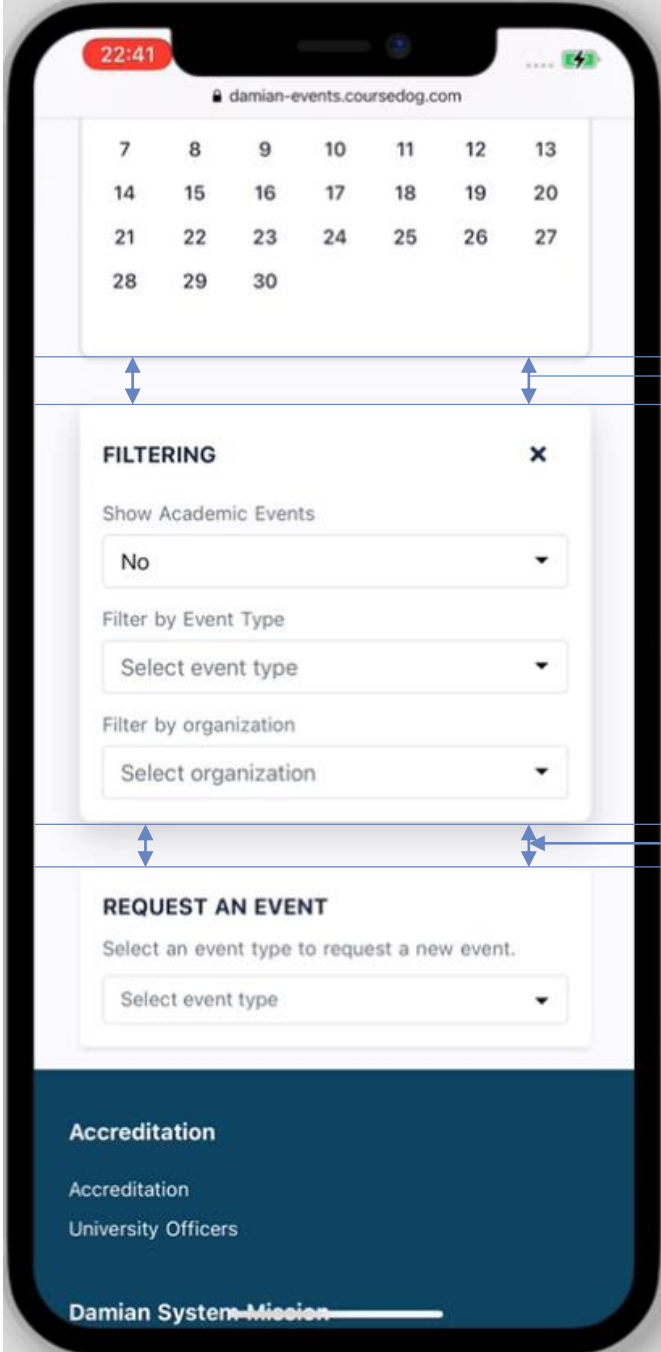 22:41
damian-events.coursedog.com
7 8 9 10 11 12 13
14 15 16 17 18 19 20
21 22 23 24 25 26 27
28 29 30
FILTERING
Show Academic Events
No
Filter by Event Type
Select event type
Filter by organization
Select organization
REQUEST AN EVENT
Select an event type to request a new event.
Select event type
Accreditation
Accreditation
University Officers
Damian System Mission